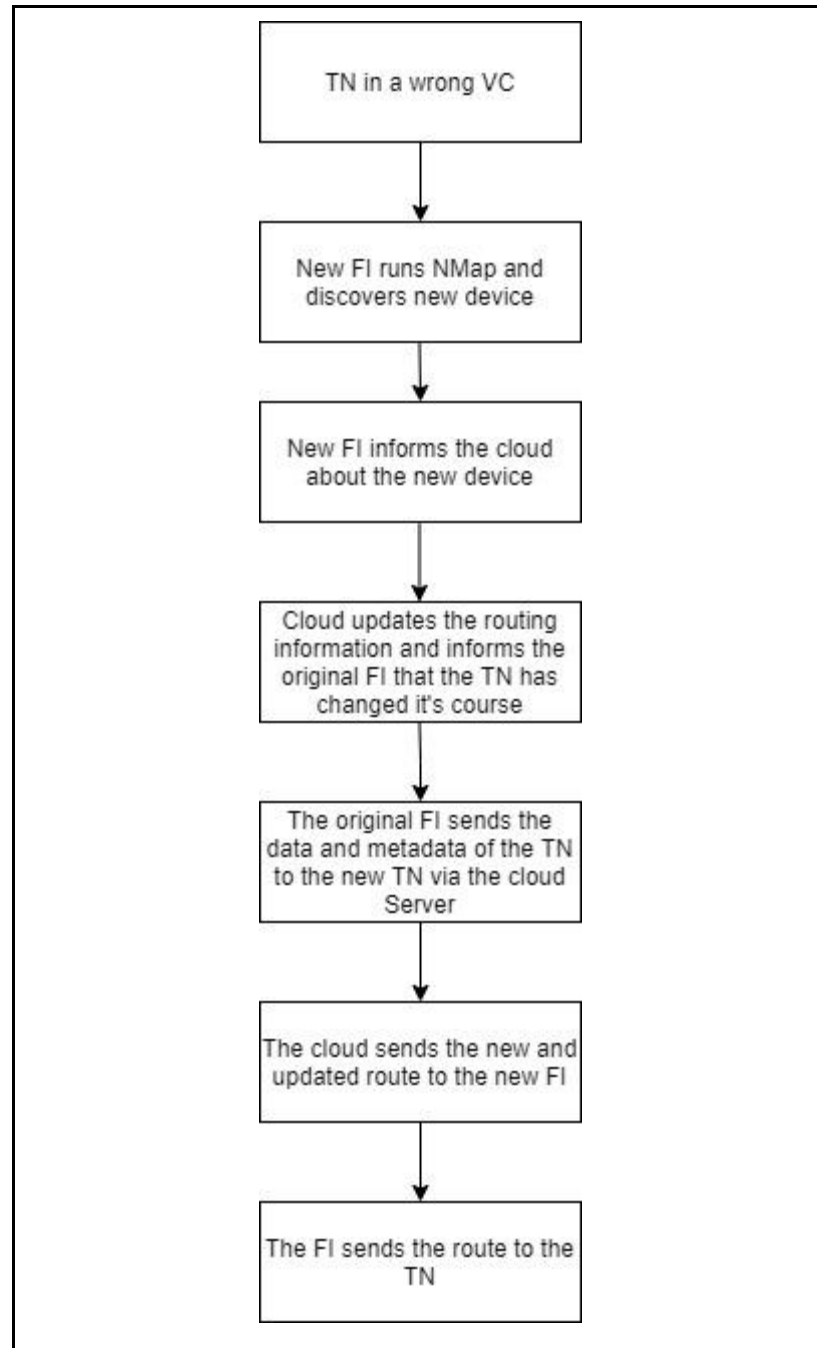 TN in a wrong VC
New FI runs NMap and
discovers new device
New FI informs the cloud
about the new device
Cloud updates the routing
information and informs the
original FI that the TN has
changed it's course
The original FI sends the
data and metadata of the TN
to the new TN via the cloud
Server
The cloud sends the new and
updated route to the new FI
The FI sends the route to the
TN